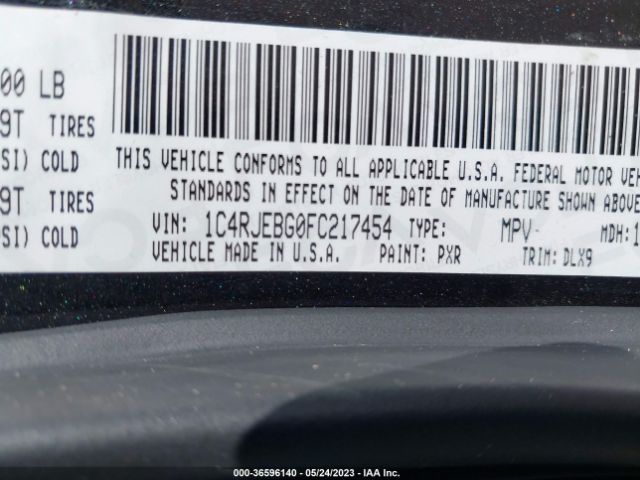 00 LB
9T TIRES
SI) COLD
9T TIRES
SI) COLD
THIS VEHICLE CONFORMS TO ALL APPLICABLE U.S.A. FEDERAL MOTOR VEH
STANDARDS IN EFFECT ON THE DATE OF MANUFACTURE SHOWN ABOVE
VIN: 1C4RJEBG0FC217454 TYPE: MPV MDH:1
VEHICLE MADE IN U.S.A. PAINT: PXR TRIM: DLX9
000-36596140 - 05/24/2023 - IAA Inc.